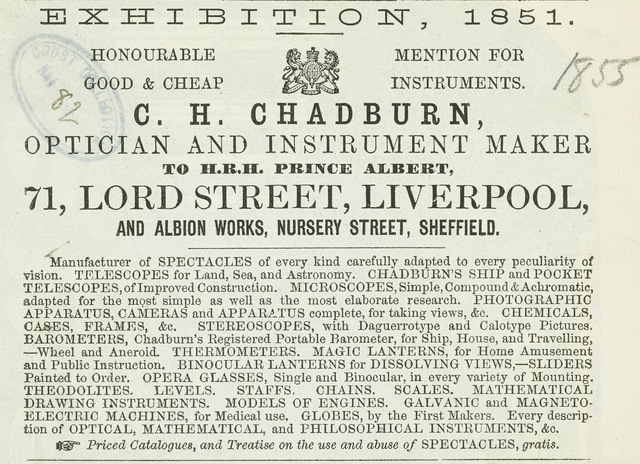 EXHIBITION, 1851.
HONOURABLE MENTION FOR
GOOD & CHEAP INSTRUMENTS.
1855
82
C. H. CHADBURN,
OPTICIAN AND INSTRUMENT MAKER
TO H.R.H. PRINCE ALBERT,
71, LORD STREET, LIVERPOOL,
AND ALBION WORKS, NURSERY STREET, SHEFFIELD.
Manufacturer of SPECTACLES of every kind carefully adapted to every peculiarity of
vision. TELESCOPES for Land, Sea, and Astronomy. CHADBURN'S SHIP and POCKET
TELESCOPES, of Improved Construction. MICROSCOPES, Simple, Compound & Achromatic,
adapted for the most simple as well as the most elaborate research. PHOTOGRAPHIC
APPARATUS, CAMERAS and APPARATUS complete, for taking views, &c. CHEMICALS,
CASES, FRAMES, &c. STEREOSCOPES, with Daguerrotype and Calotype Pictures.
BAROMETERS, Chadburn's Registered Portable Barometer, for Ship, House, and Travelling,
—Wheel and Aneroid. THERMOMETERS. MAGIC LANTERNS, for Home Amusement
and Public Instruction. BINOCULAR LANTERNS for DISSOLVING VIEWS,—SLIDERS
Painted to Order. OPERA GLASSES, Single and Binocular, in every variety of Mounting.
THEODOLITES. LEVELS. STAFFS. CHAINS. SCALES. MATHEMATICAL
DRAWING INSTRUMENTS. MODELS OF ENGINES. GALVANIC and MAGNETO-
ELECTRIC MACHINES, for Medical use. GLOBES, by the First Makers. Every descrip-
tion of OPTICAL, MATHEMATICAL, and PHILOSOPHICAL INSTRUMENTS, &c.
☞ Priced Catalogues, and Treatise on the use and abuse of SPECTACLES, gratis.